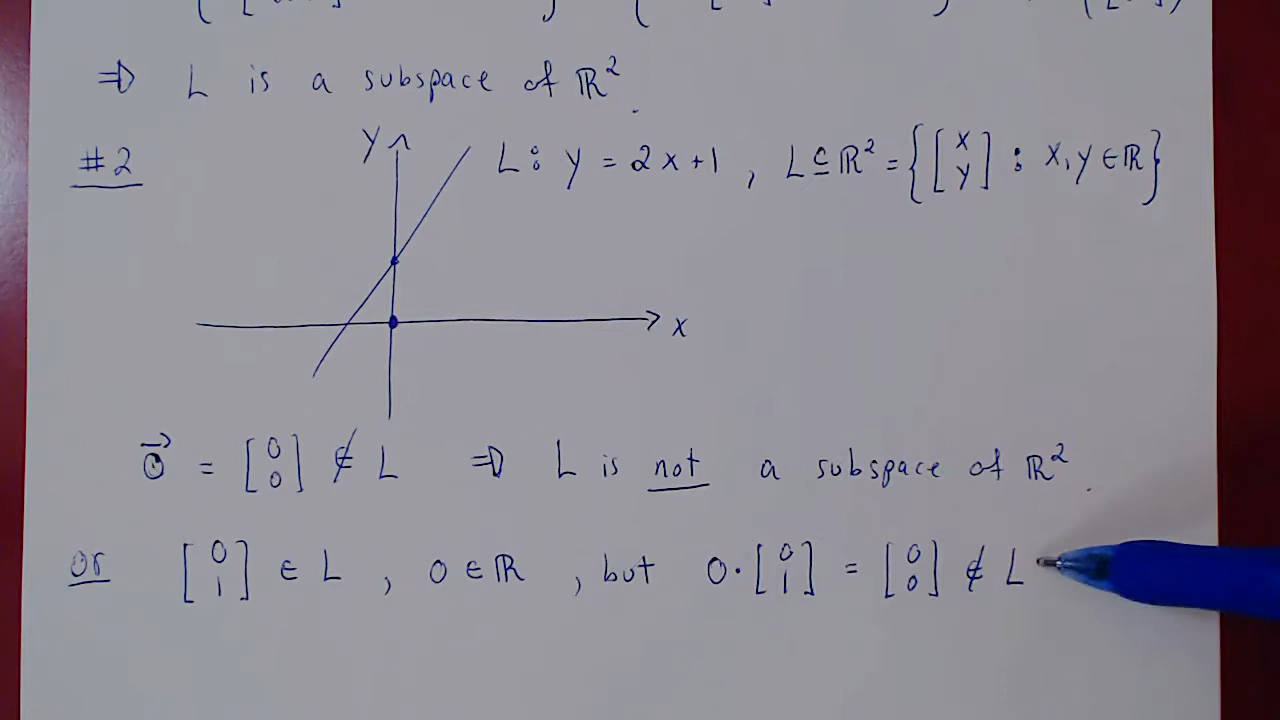 ⇒ L is a subspace of ℝ².
#2
y L: y = 2x+1, L ⊆ ℝ² = {[x y] : x, y ∈ ℝ}
x
0⃗ = [0 0] ∉ L ⇒ L is not a subspace of ℝ².
or [0 1] ∈ L, 0 ∈ ℝ, but 0·[0 1] = [0 0] ∉ L